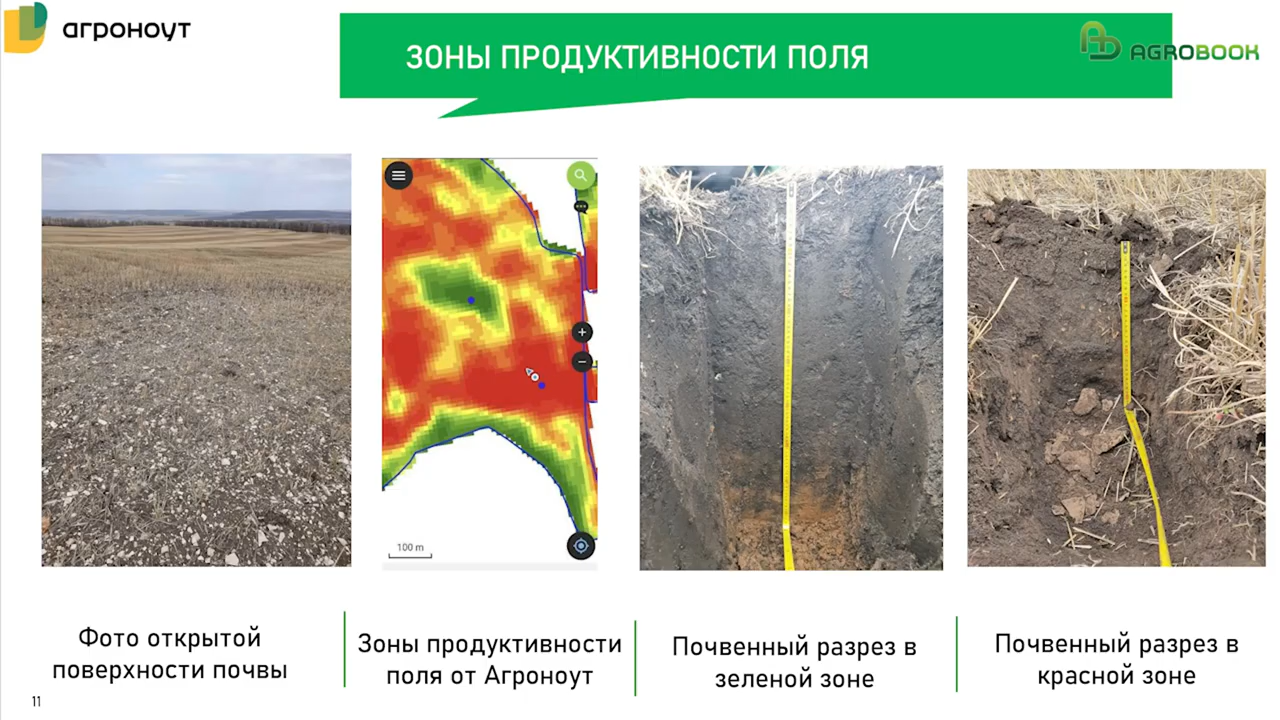 агроноут
ЗОНЫ ПРОДУКТИВНОСТИ ПОЛЯ
AGROBOOK
100 m
Фото открытой
поверхности почвы
Зоны продуктивности
поля от Агроноут
Почвенный разрез в
зеленой зоне
Почвенный разрез в
красной зоне
11